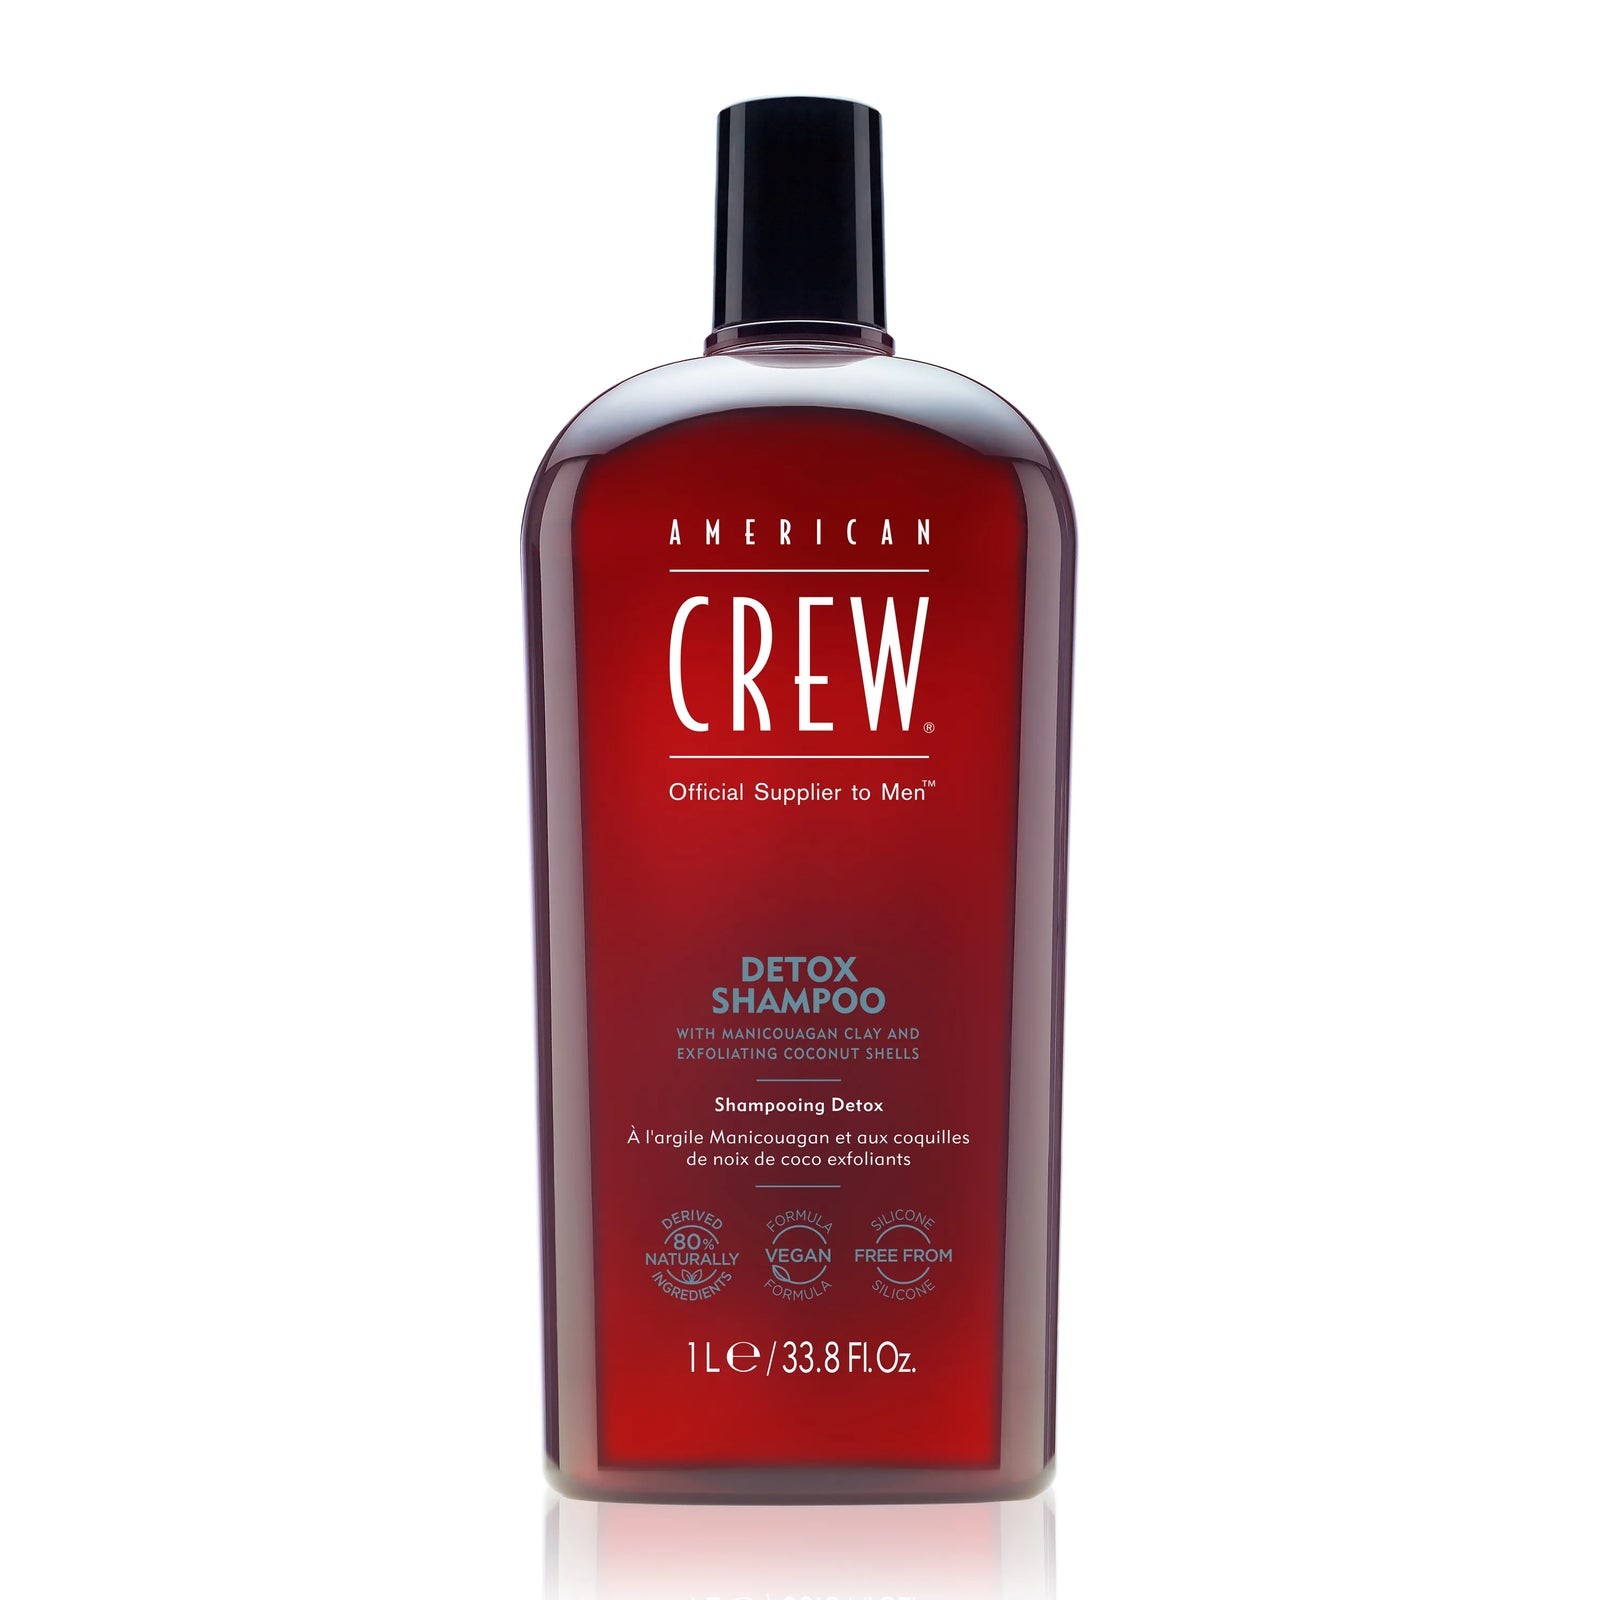 AMERICAN
CREW®
Official Supplier to Men™
DETOX
SHAMPOO
WITH MANICOUAGAN CLAY AND
EXFOLIATING COCONUT SHELLS
Shampooing Detox
À l'argile Manicouagan et aux coquilles
de noix de coco exfoliants
DERIVED
80%
NATURALLY
INGREDIENTS
FORMULA
VEGAN
FORMULA
SILICONE
FREE FROM
SILICONE
1 L ℮ / 33.8 Fl. Oz.